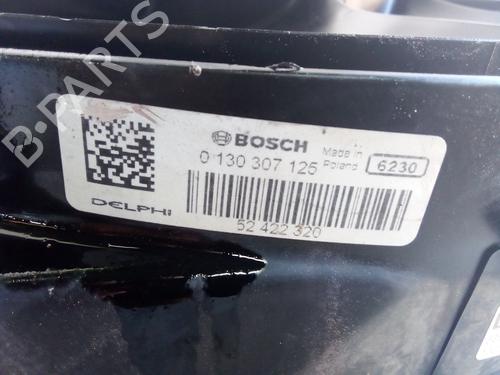 B-PARTS
BOSCH
0 130 307 125
Made in
Poland
6230
DELPHI
52 422 320